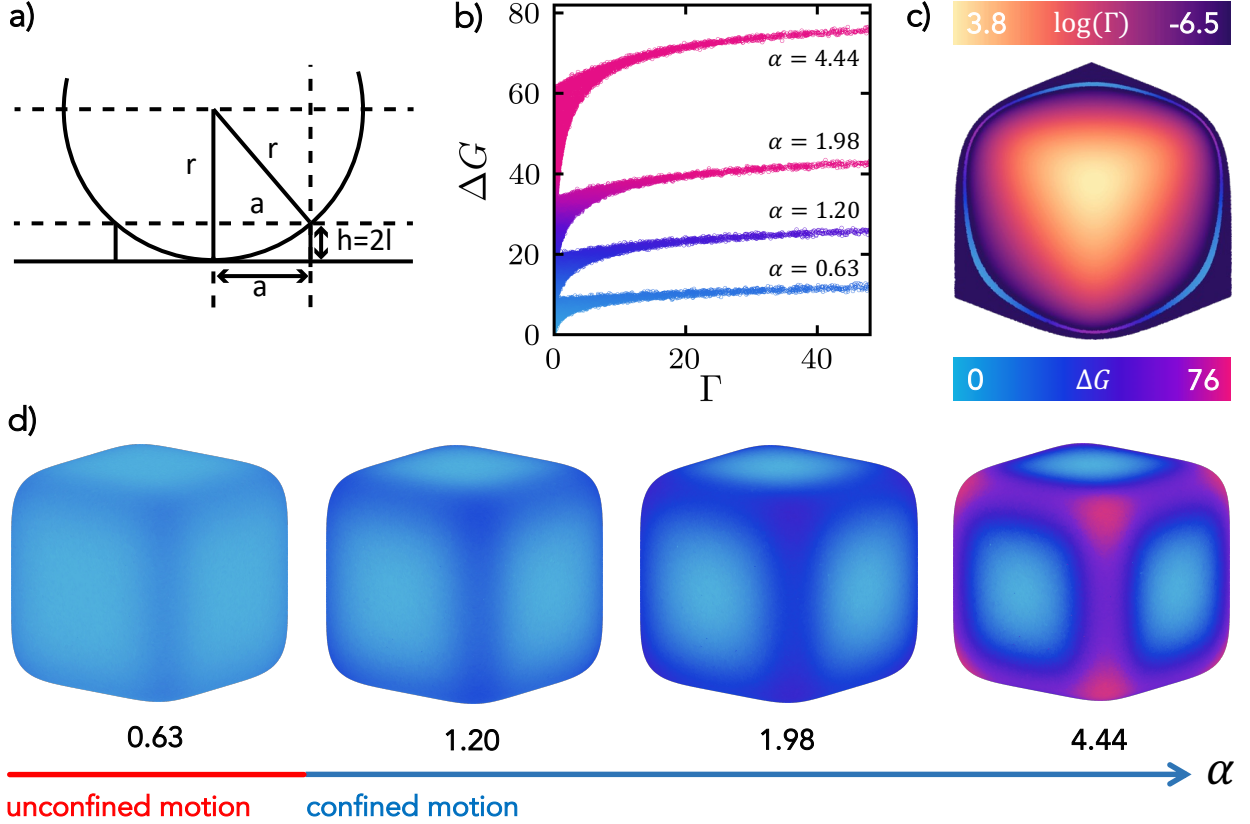 a)
r
r
a
h=2l
a
b)
ΔG
80
60
40
20
0
α = 4.44
α = 1.98
α = 1.20
α = 0.63
0
20
40
Γ
c)
3.8 log(Γ) -6.5
0 ΔG 76
d)
0.63
1.20
1.98
4.44
α
unconfined motion
confined motion